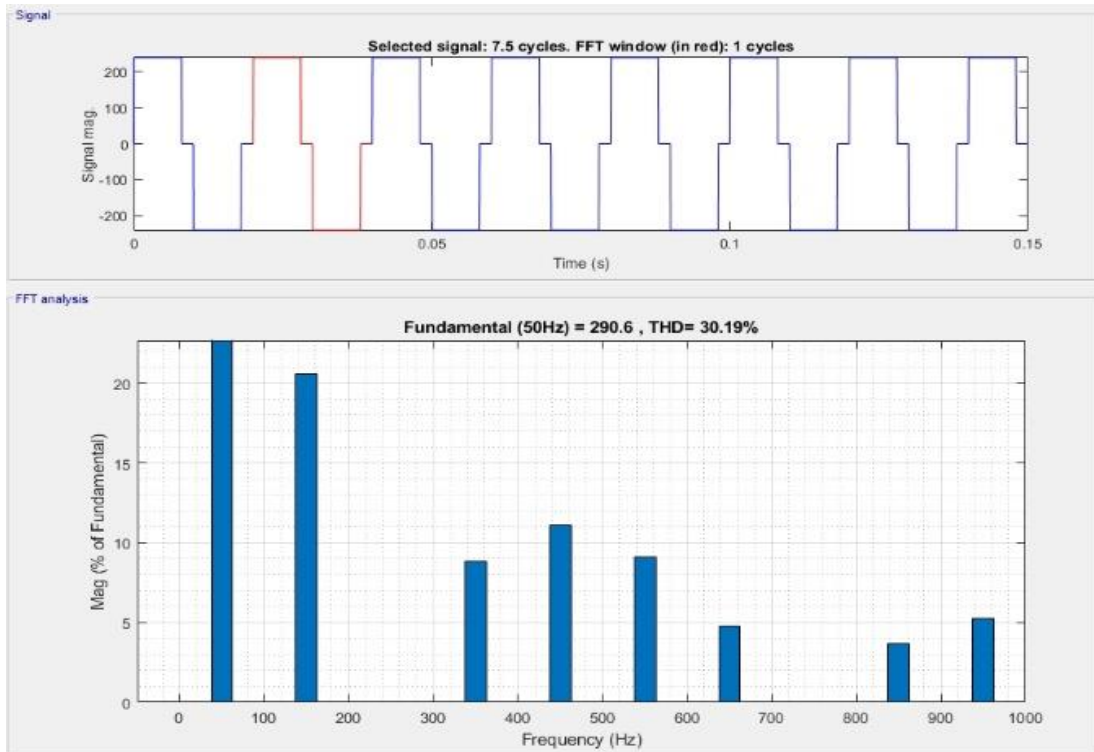 Signal
Selected signal: 7.5 cycles. FFT window (in red): 1 cycles
Signal mag.
200
100
0
-100
-200
0 0.05 0.1 0.15
Time (s)
FFT analysis
Fundamental (50Hz) = 290.6 , THD= 30.19%
Mag (% of Fundamental)
20
15
10
5
0
0 100 200 300 400 500 600 700 800 900 1000
Frequency (Hz)